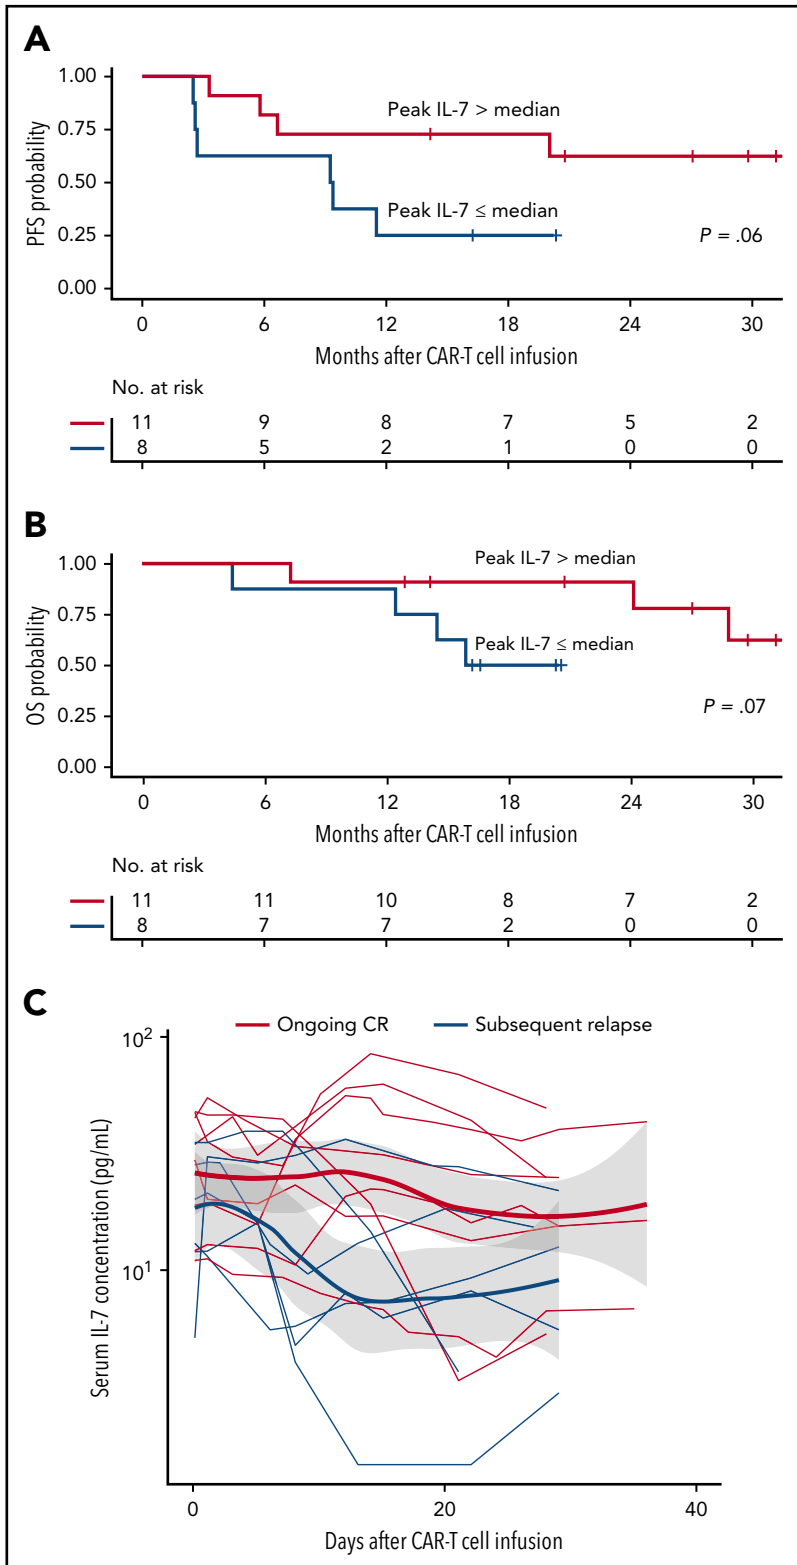 A
1.00
0.75
0.50
0.25
0.00
PFS probability
Peak IL-7 > median
Peak IL-7 ≤ median
P = .06
0 6 12 18 24 30
Months after CAR-T cell infusion
No. at risk
11 9 8 7 5 2
8 5 2 1 0 0
B
1.00
0.75
0.50
0.25
0.00
OS probability
Peak IL-7 > median
Peak IL-7 ≤ median
P = .07
0 6 12 18 24 30
Months after CAR-T cell infusion
No. at risk
11 11 10 8 7 2
8 7 7 2 0 0
C
Ongoing CR Subsequent relapse
10²
10¹
Serum IL-7 concentration (pg/mL)
0 20 40
Days after CAR-T cell infusion